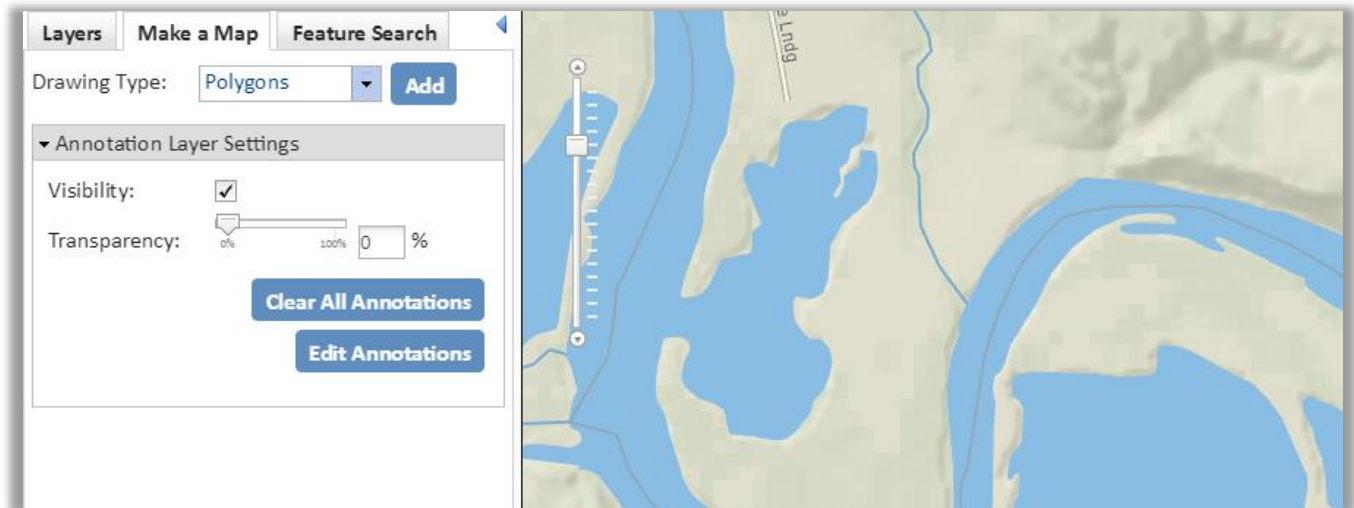 Layers Make a Map Feature Search
Drawing Type: Polygons Add
Annotation Layer Settings
Visibility:
Transparency: 0% 100% 0 %
Clear All Annotations
Edit Annotations
Lndg